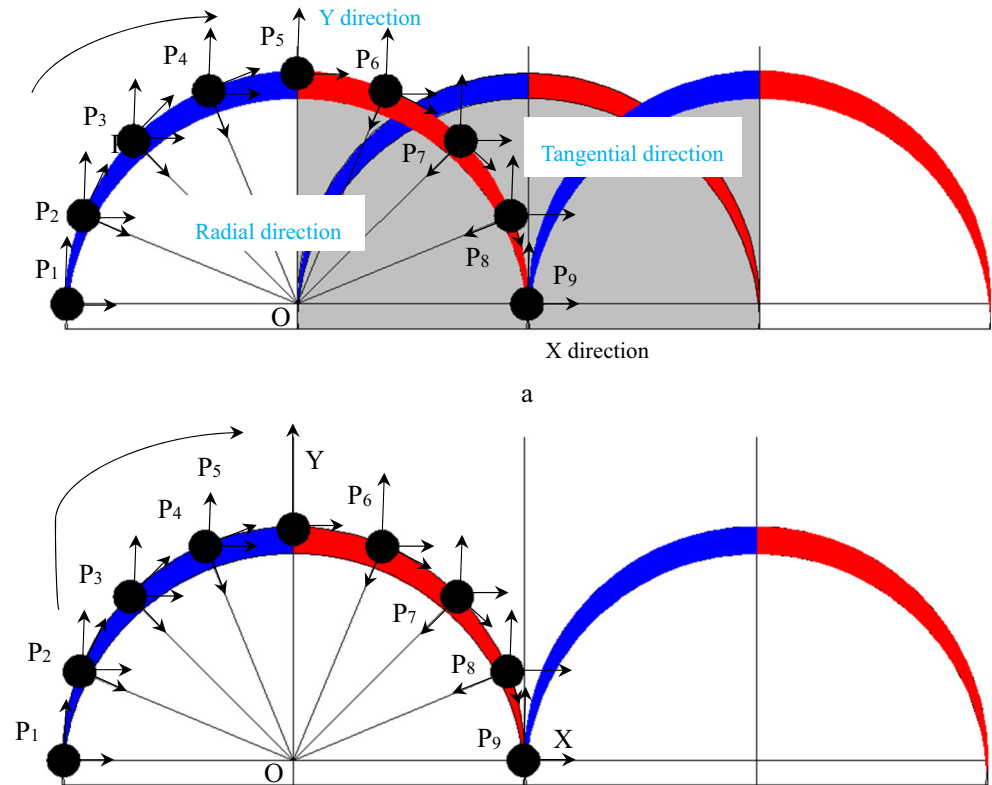 Y direction
P5
P4
P6
P3
P7
Tangential direction
P2
Radial direction
P8
P1
P9
O
X direction
a
Y
P5
P6
P4
P3
P7
P2
P8
P1
P9
X
O